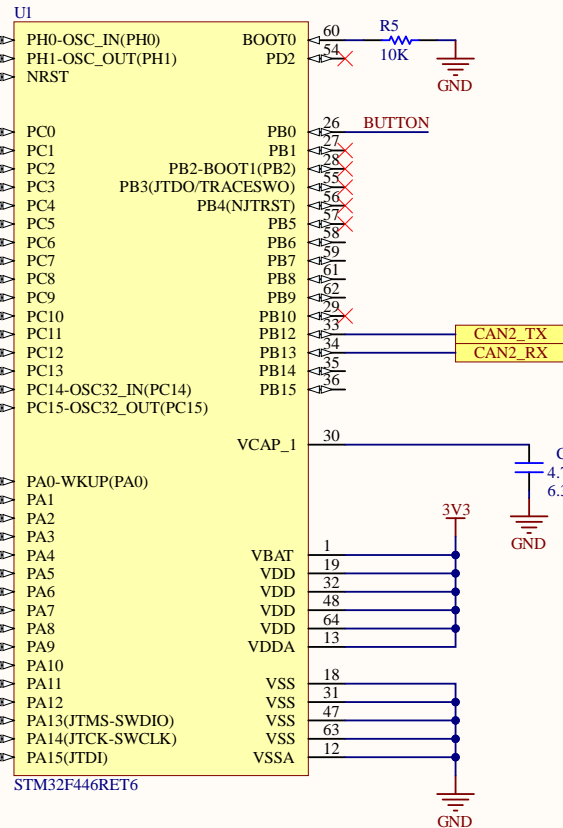 U1
PH0-OSC_IN(PH0) BOOT0 60 R5
PH1-OSC_OUT(PH1) PD2 54 10K
NRST
GND
PC0 PB0 26 BUTTON
PC1 PB1 27
PC2 PB2-BOOT1(PB2) 28
PC3 PB3(JTDO/TRACESWO) 55
PC4 PB4(NJTRST) 56
PC5 PB5 57
PC6 PB6 58
PC7 PB7 59
PC8 PB8 61
PC9 PB9 62
PC10 PB10 29
PC11 PB12 33 CAN2_TX
PC12 PB13 34 CAN2_RX
PC13 PB14 35
PC14-OSC32_IN(PC14) PB15 36
PC15-OSC32_OUT(PC15)
VCAP_1 30
C
4.7
6.3
PA0-WKUP(PA0)
PA1
PA2 3V3
PA3 GND
PA4 VBAT 1
PA5 VDD 19
PA6 VDD 32
PA7 VDD 48
PA8 VDD 64
PA9 VDDA 13
PA10
PA11 VSS 18
PA12 VSS 31
PA13(JTMS-SWDIO) VSS 47
PA14(JTCK-SWCLK) VSS 63
PA15(JTDI) VSSA 12
STM32F446RET6
GND